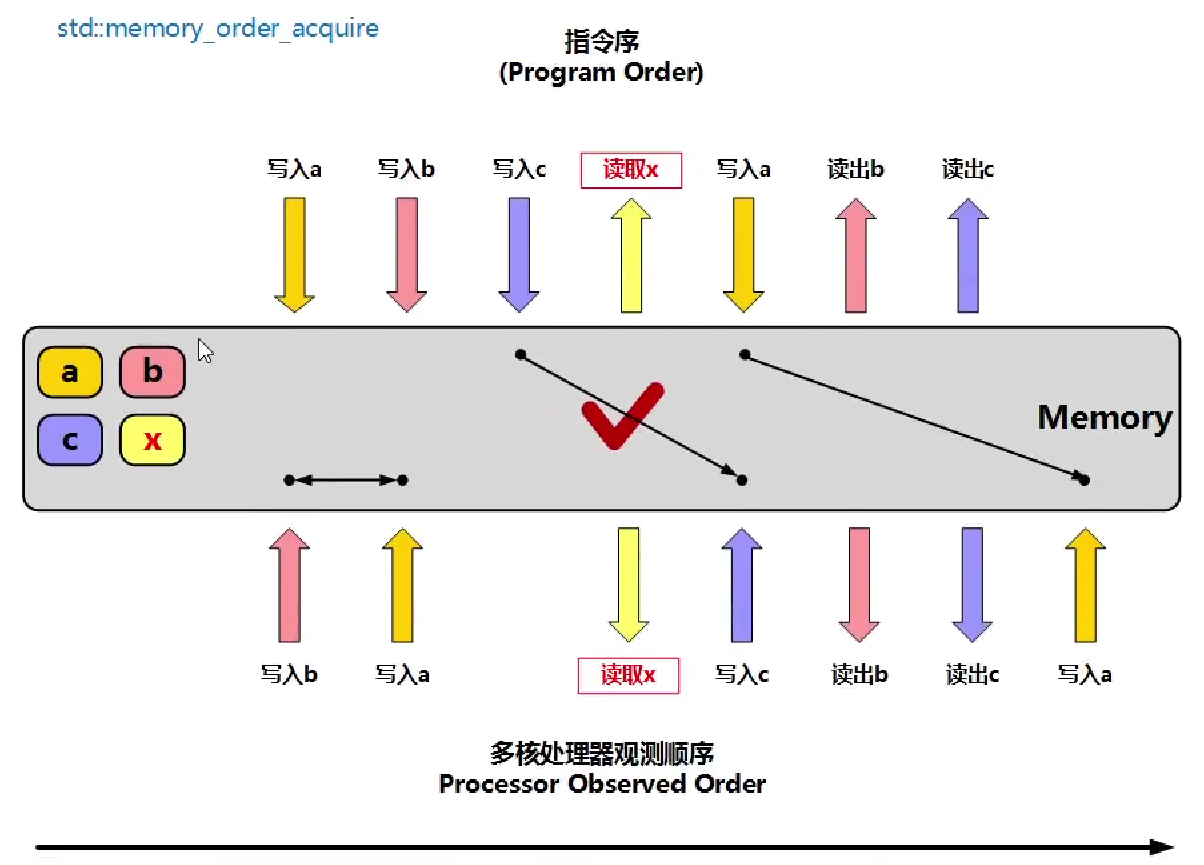 std::memory_order_acquire
指令序
(Program Order)
写入a 写入b 写入c 读取x 写入a 读出b 读出c
a b
c x
Memory
写入b 写入a 读取x 写入c 读出b 读出c 写入a
多核处理器观测顺序
Processor Observed Order